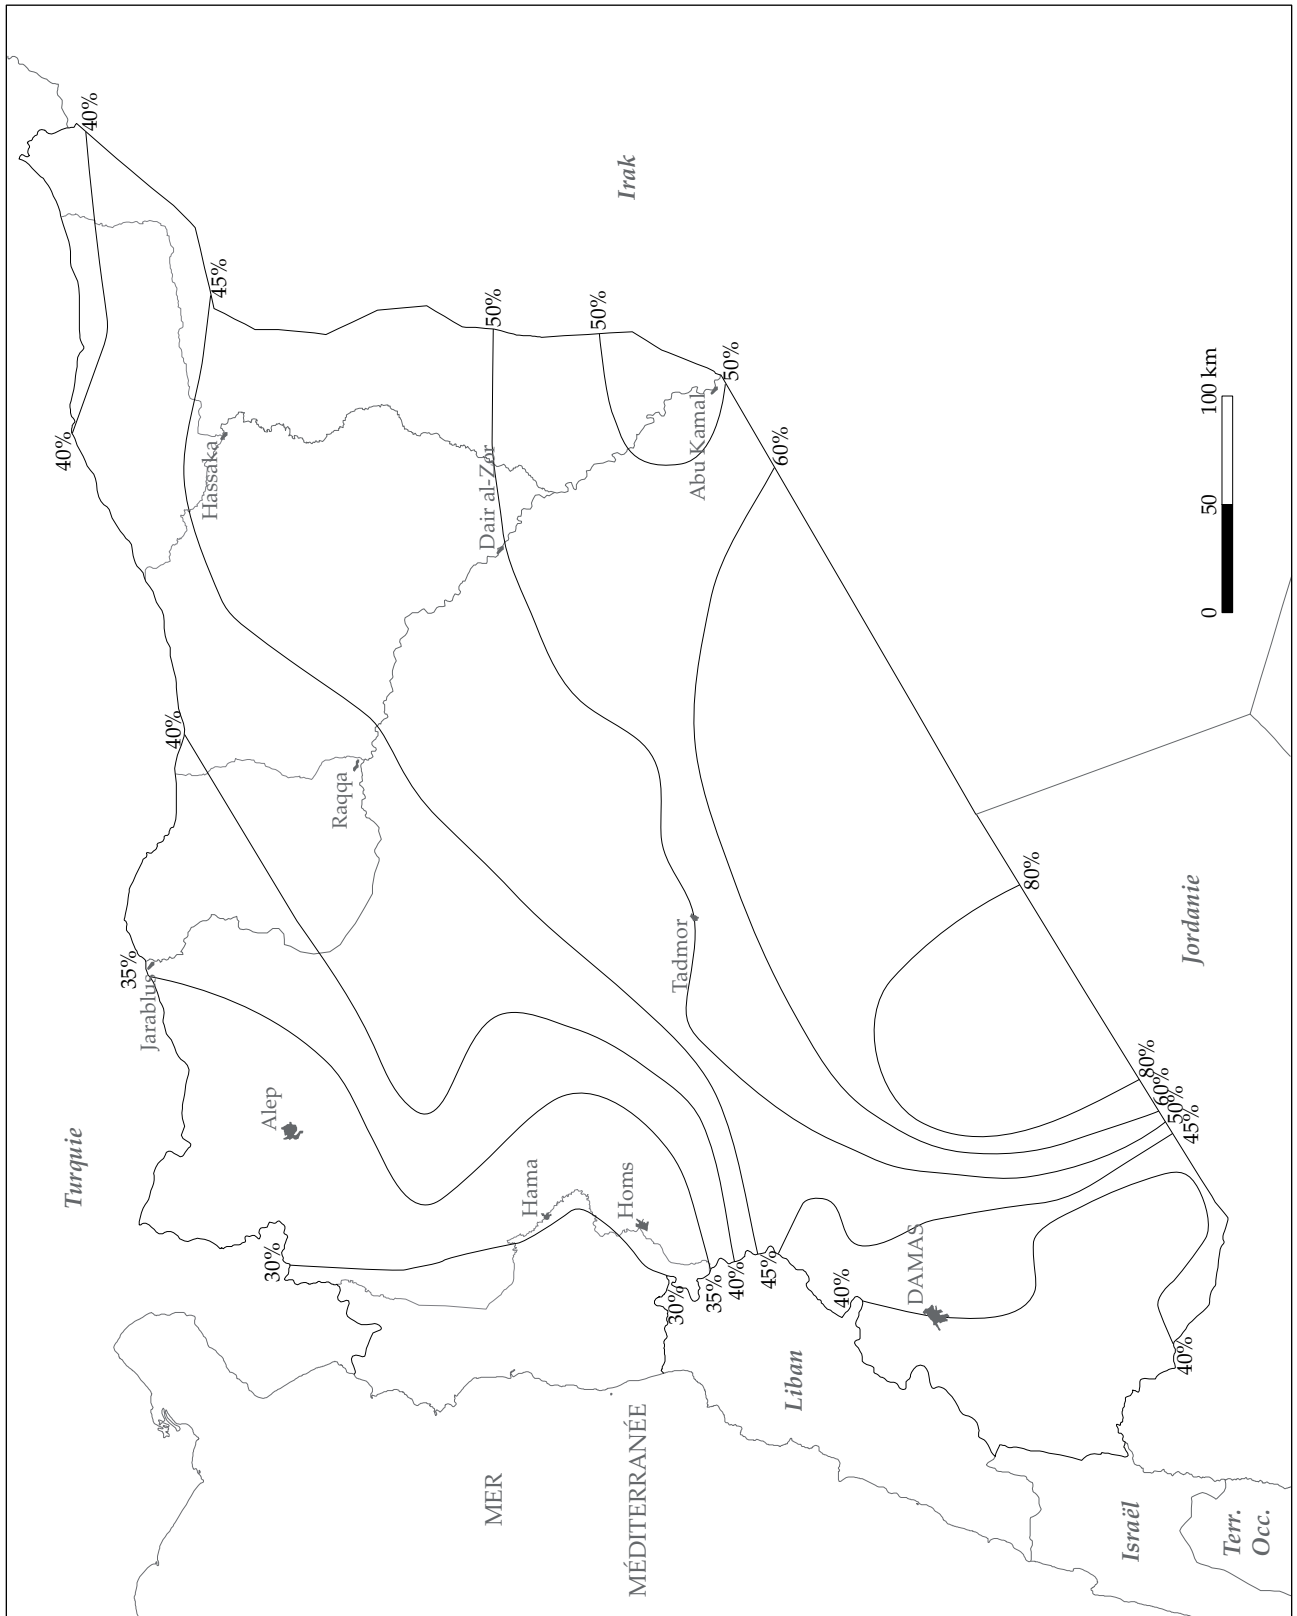 Turquie
40%
40%
40%
35%
Jarablus
45%
Hassaka
Alep
30%
Raqqa
Irak
50%
Dair al-Zor
50%
Abu Kamal
50%
60%
Hama
Homs
Tadmor
MER
MÉDITERRANÉE
30%
35%
40%
45%
Liban
40%
DAMAS
80%
80%
60%
50%
45%
40%
Jordanie
Israël
Terr.
Occ.
0 50 100 km